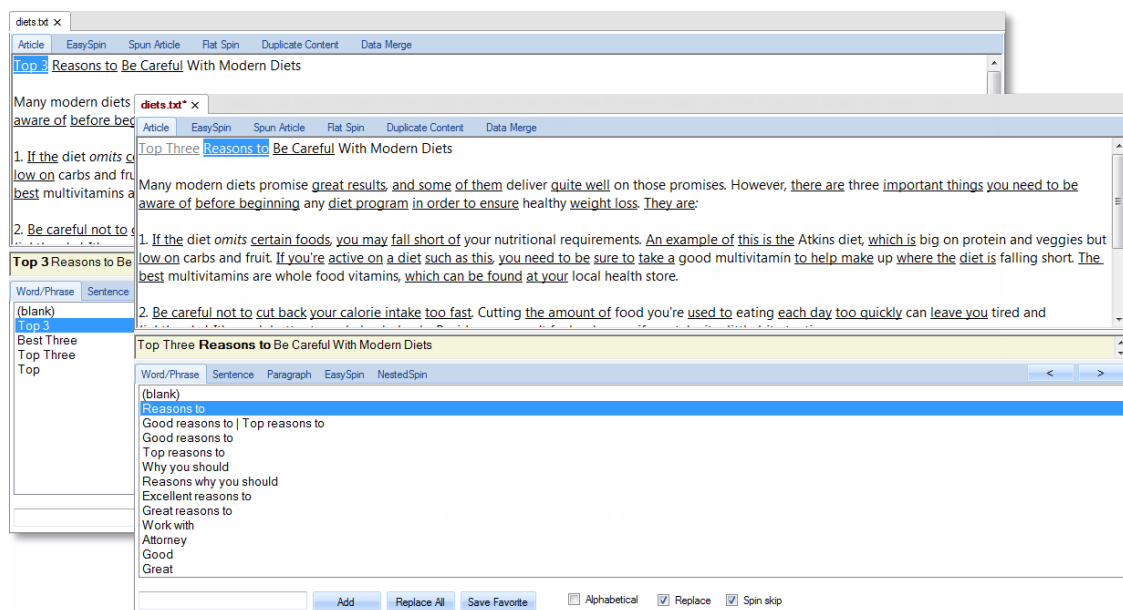 diets.txt ×
Article EasySpin Spun Article Flat Spin Duplicate Content Data Merge
Top 3 Reasons to Be Careful With Modern Diets
Many modern diets
aware of before beg
1. If the diet omits
low on carbs and fru
best multivitamins a
2. Be careful not to
Top 3 Reasons to Be
Word/Phrase Sentence
(blank)
Top 3
Best Three
Top Three
Top
diets.txt* ×
Article EasySpin Spun Article Flat Spin Duplicate Content Data Merge
Top Three Reasons to Be Careful With Modern Diets
Many modern diets promise great results, and some of them deliver quite well on those promises. However, there are three important things you need to be
aware of before beginning any diet program in order to ensure healthy weight loss. They are:
1. If the diet omits certain foods, you may fall short of your nutritional requirements. An example of this is the Atkins diet, which is big on protein and veggies but
low on carbs and fruit. If you're active on a diet such as this, you need to be sure to take a good multivitamin to help make up where the diet is falling short. The
best multivitamins are whole food vitamins, which can be found at your local health store.
2. Be careful not to cut back your calorie intake too fast. Cutting the amount of food you're used to eating each day too quickly can leave you tired and
Top Three Reasons to Be Careful With Modern Diets
Word/Phrase Sentence Paragraph EasySpin NestedSpin < >
(blank)
Reasons to
Good reasons to | Top reasons to
Good reasons to
Top reasons to
Why you should
Reasons why you should
Excellent reasons to
Great reasons to
Work with
Attorney
Good
Great
Add Replace All Save Favorite Alphabetical Replace Spin skip